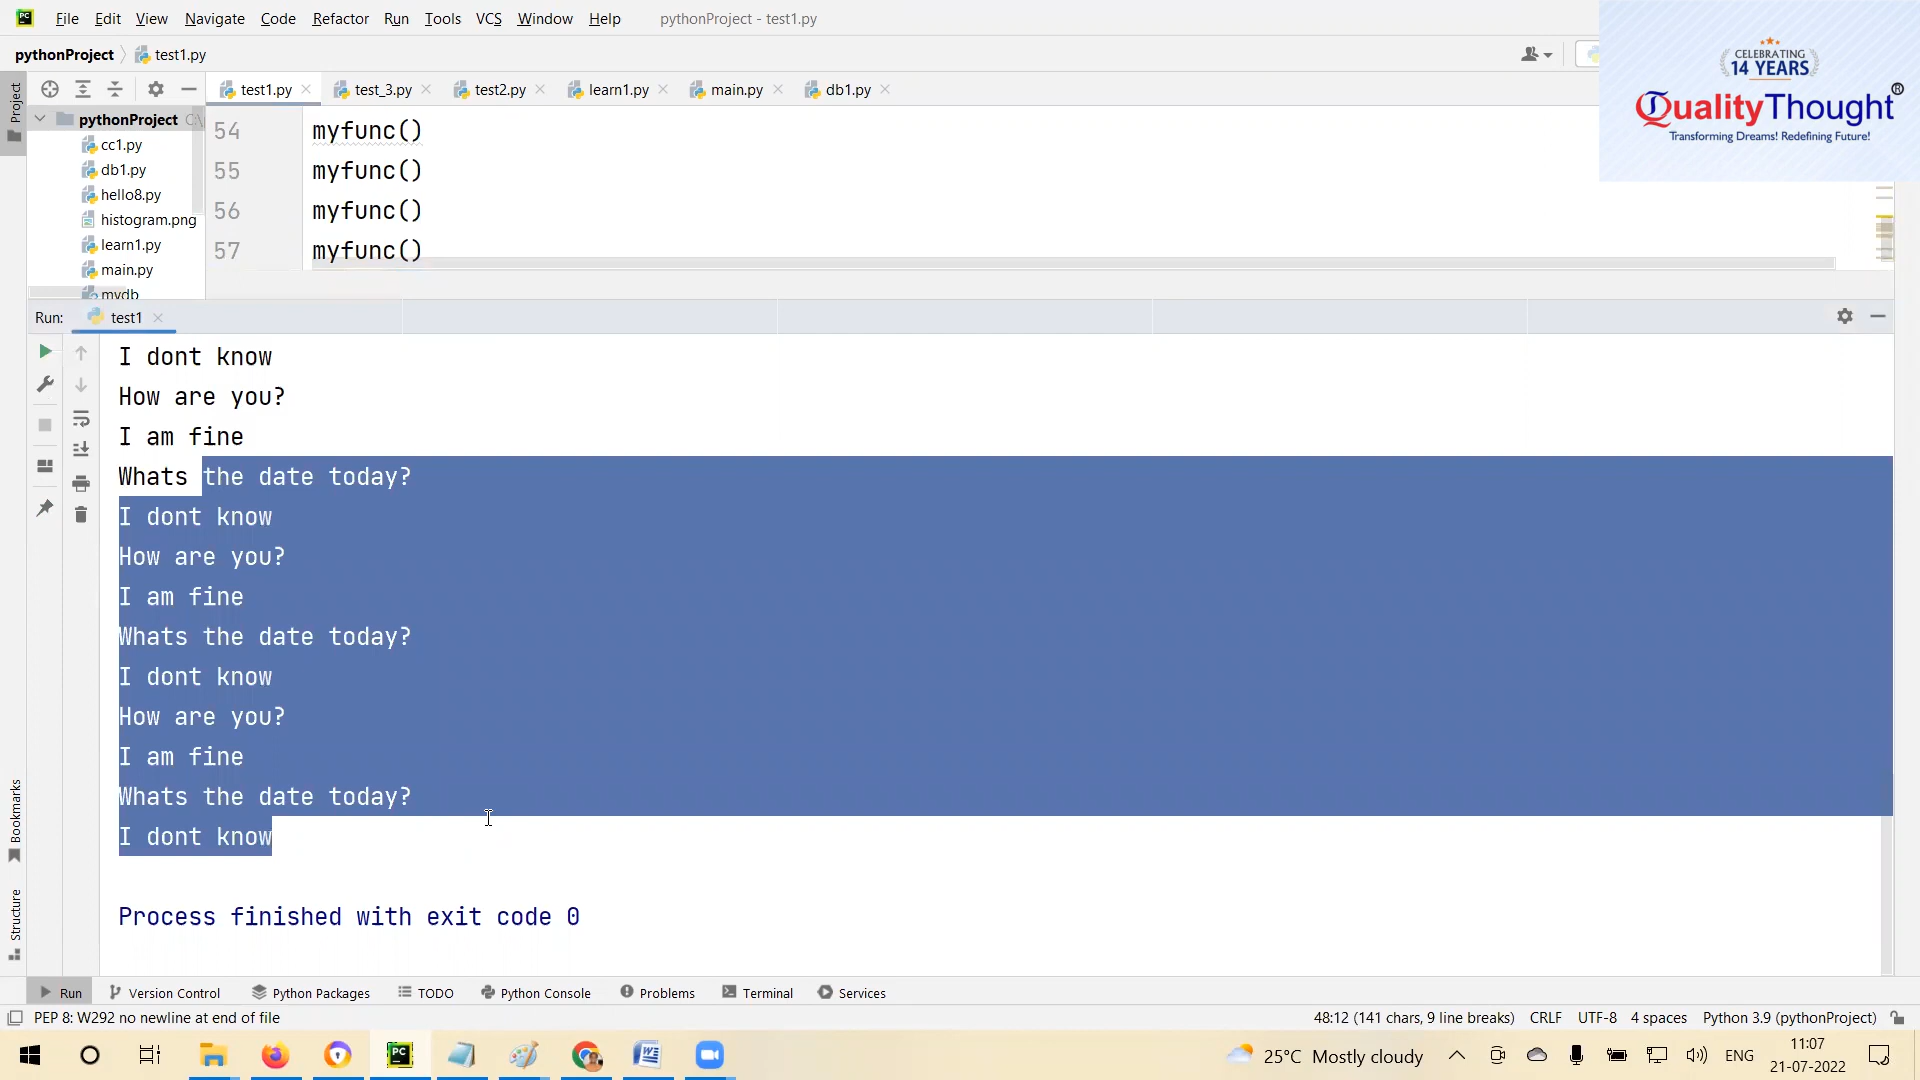 File Edit View Navigate Code Refactor Run Tools VCS Window Help pythonProject - test1.py
pythonProject test1.py
CELEBRATING
14 YEARS
QualityThought®
Transforming Dreams! Redefining Future!
Project
test1.py test_3.py test2.py learn1.py main.py db1.py
pythonProject
cc1.py
db1.py
hello8.py
histogram.png
learn1.py
main.py
mydb
54 myfunc()
55 myfunc()
56 myfunc()
57 myfunc()
Run: test1
I dont know
How are you?
I am fine
Whats the date today?
I dont know
How are you?
I am fine
Whats the date today?
I dont know
How are you?
I am fine
Whats the date today?
I dont know
Process finished with exit code 0
Bookmarks
Structure
Run Version Control Python Packages TODO Python Console Problems Terminal Services
PEP 8: W292 no newline at end of file 48:12 (141 chars, 9 line breaks) CRLF UTF-8 4 spaces Python 3.9 (pythonProject)
25°C Mostly cloudy ENG 11:07
21-07-2022